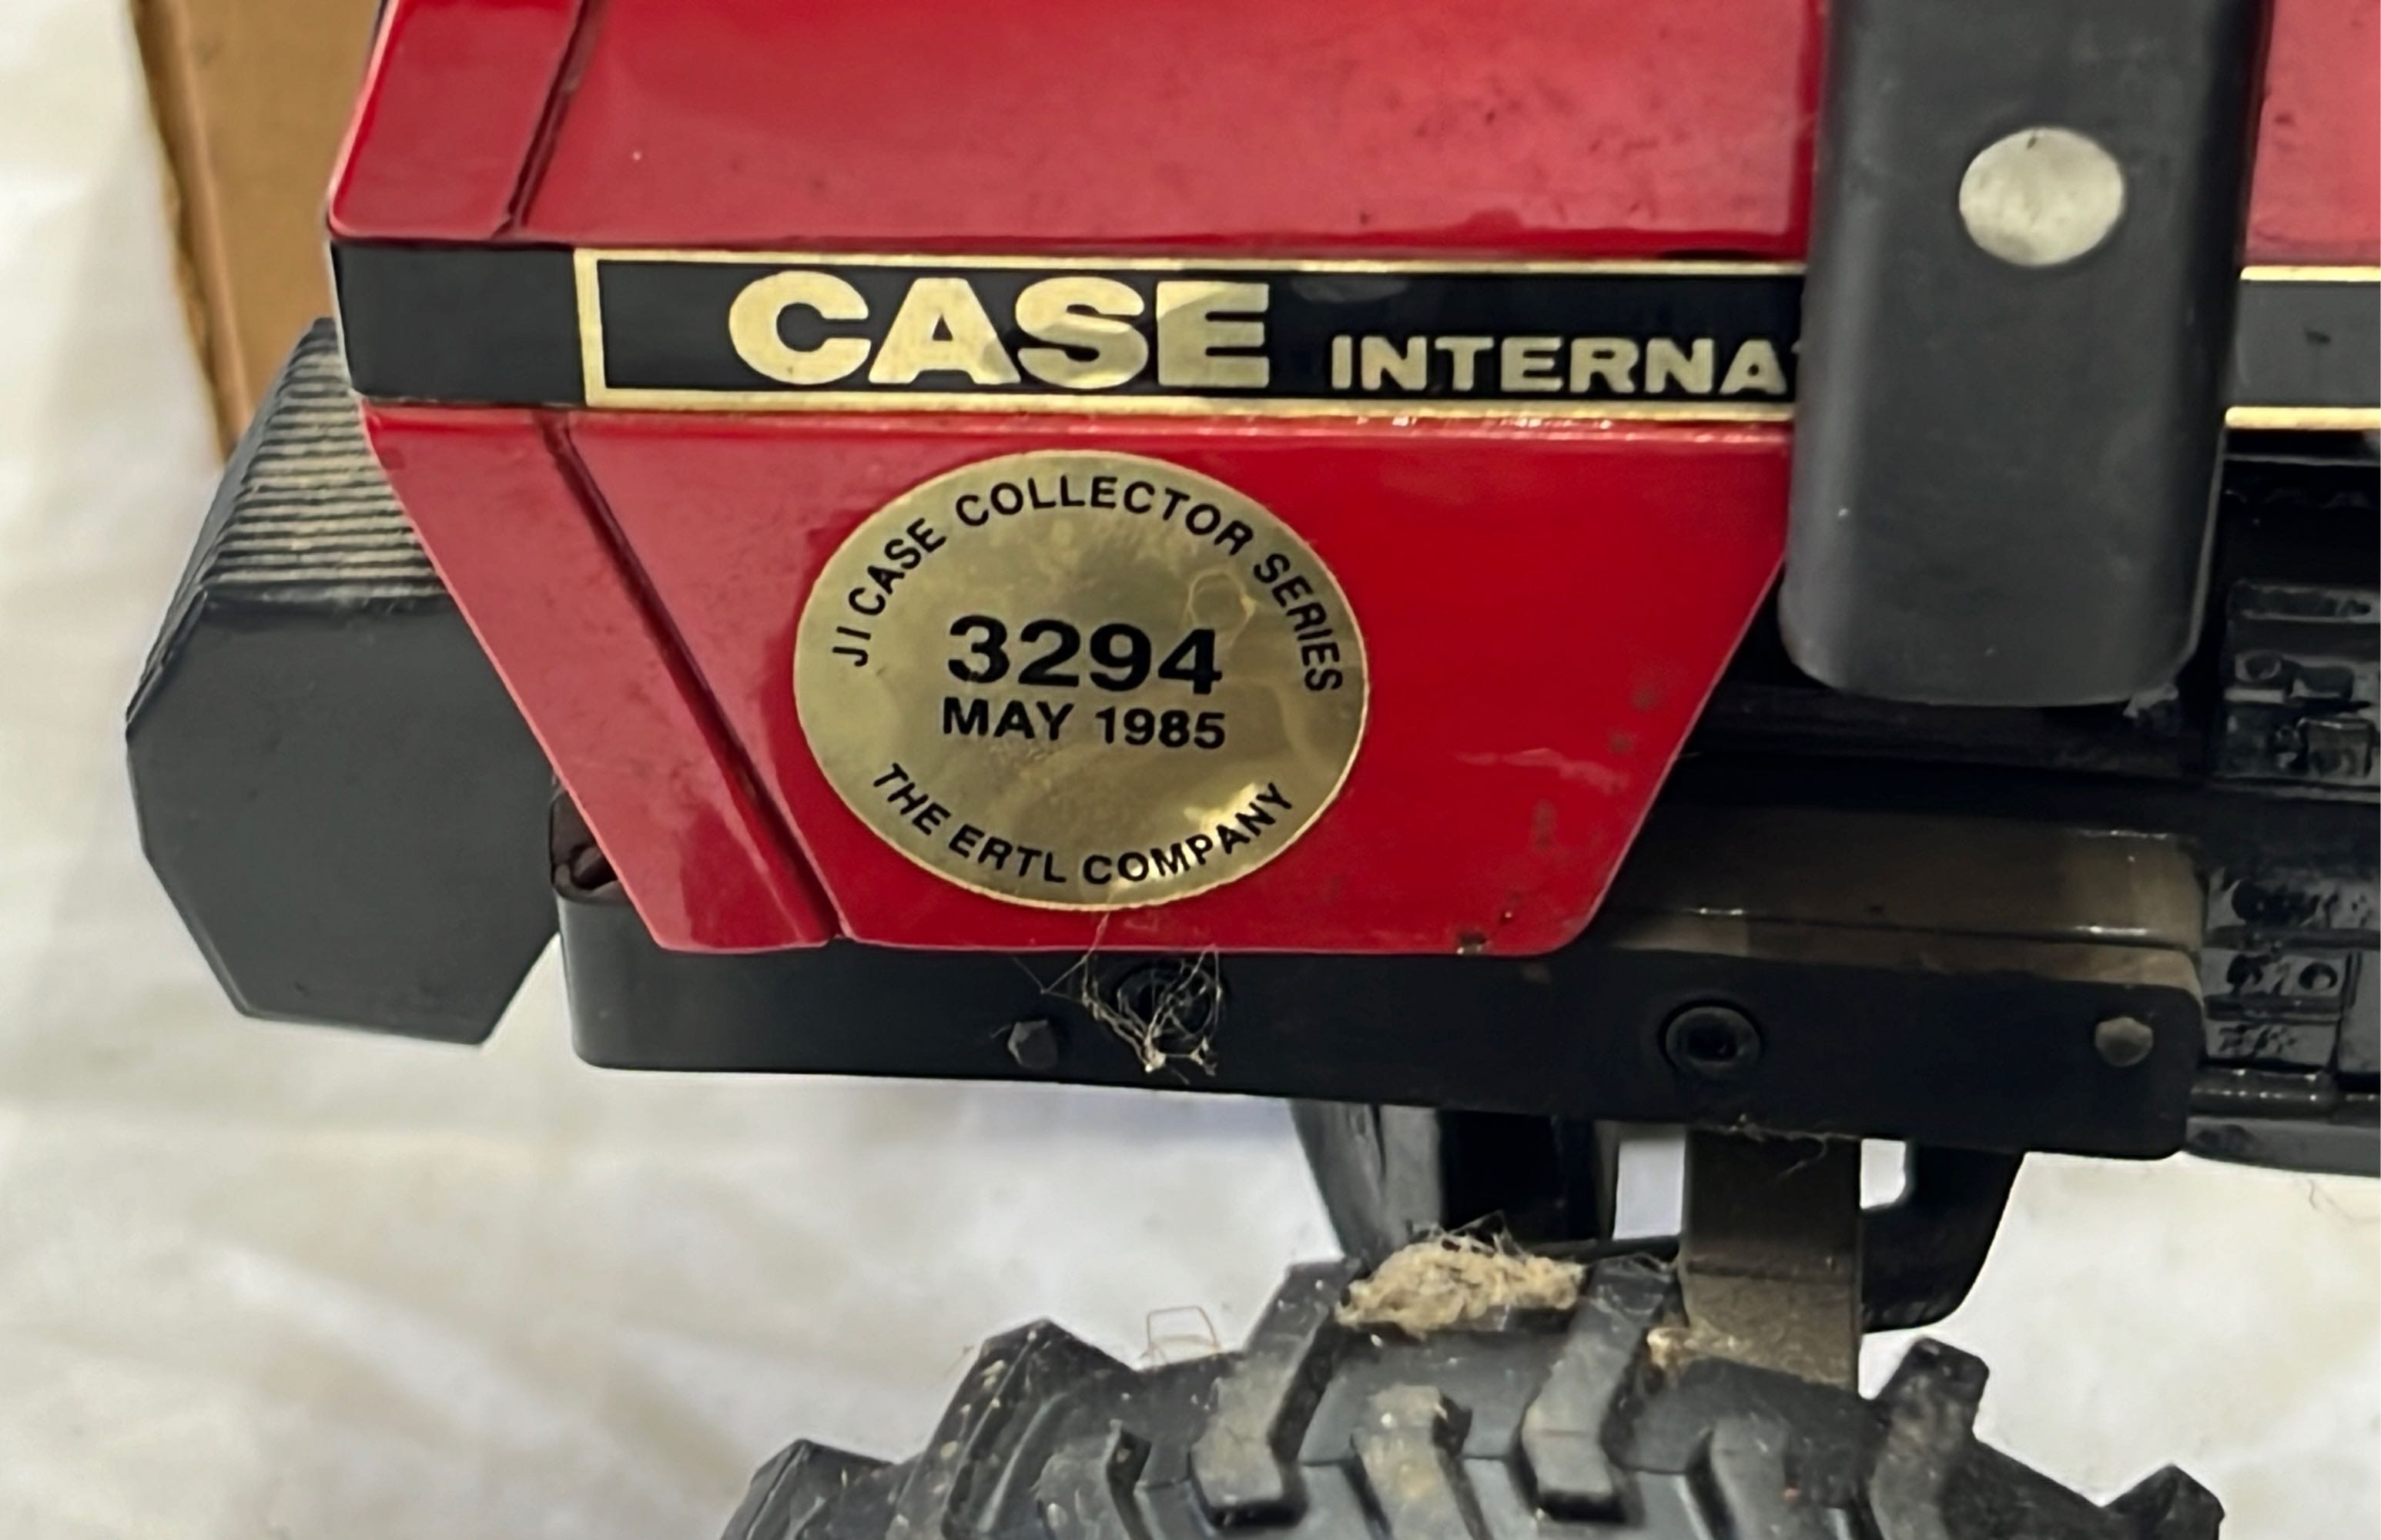 CASE INTERNA
JI CASE COLLECTOR SERIES
3294
MAY 1985
THE ERTL COMPANY